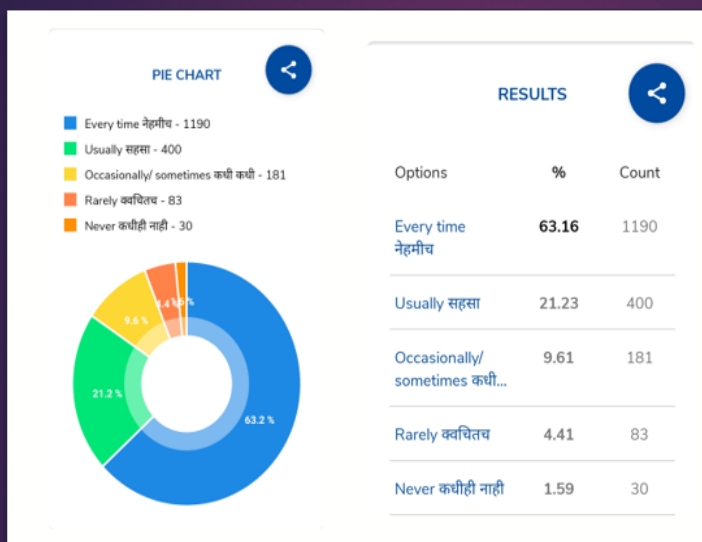 PIE CHART
Every time नेहमीच - 1190
Usually सहसा - 400
Occasionally/ sometimes कधी कधी - 181
Rarely क्वचितच - 83
Never कधीही नाही - 30
9.6 %
21.2 %
63.2 %
RESULTS
Options % Count
Every time 63.16 1190
नेहमीच
Usually सहसा 21.23 400
Occasionally/ 9.61 181
sometimes कधी...
Rarely क्वचितच 4.41 83
Never कधीही नाही 1.59 30